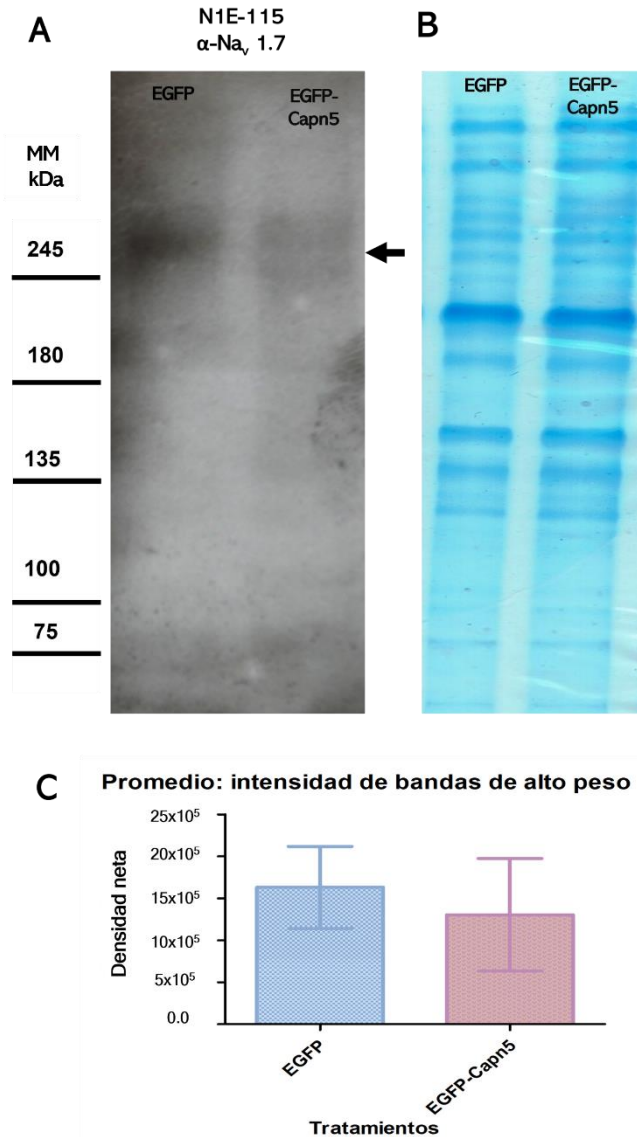 A
N1E-115
α-Naᵥ 1.7
EGFP
EGFP-
Capn5
MM
kDa
245
180
135
100
75
B
EGFP
EGFP-
Capn5
C
Promedio: intensidad de bandas de alto peso
Densidad neta
25x10⁵
20x10⁵
15x10⁵
10x10⁵
5x10⁵
0.0
EGFP
EGFP-Capn5
Tratamientos